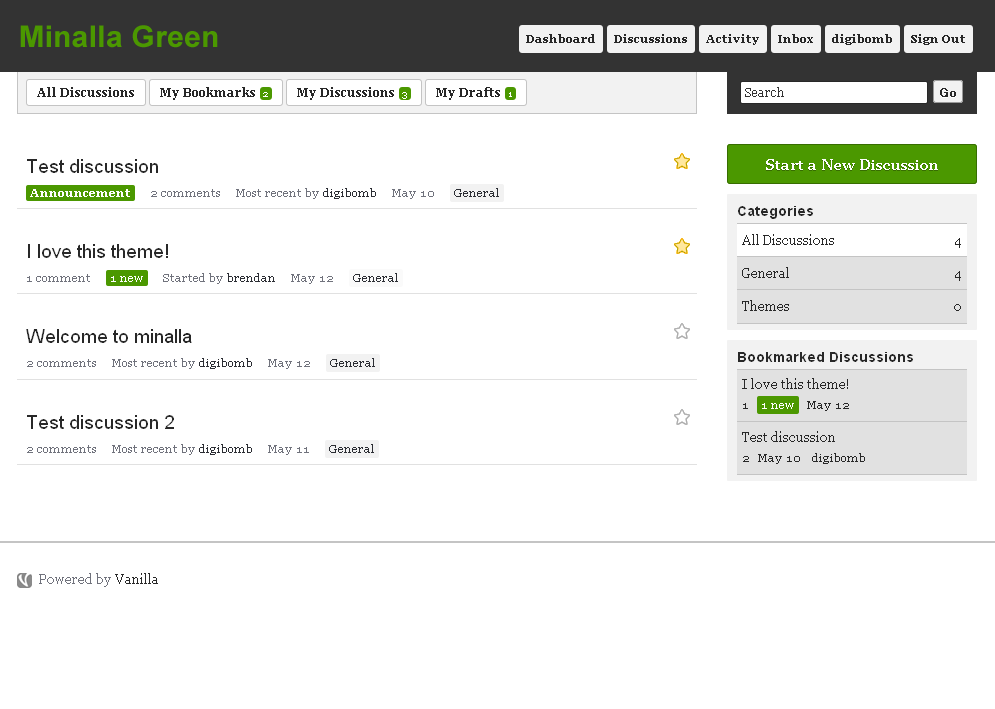 Minalla Green
Dashboard Discussions Activity Inbox digibomb Sign Out
All Discussions My Bookmarks 2 My Discussions 3 My Drafts 1
Search Go
Test discussion
Announcement 2 comments Most recent by digibomb May 10 General
I love this theme!
1 comment 1 new Started by brendan May 12 General
Welcome to minalla
2 comments Most recent by digibomb May 12 General
Test discussion 2
2 comments Most recent by digibomb May 11 General
Start a New Discussion
Categories
All Discussions 4
General 4
Themes 0
Bookmarked Discussions
I love this theme!
1 1 new May 12
Test discussion
2 May 10 digibomb
Powered by Vanilla